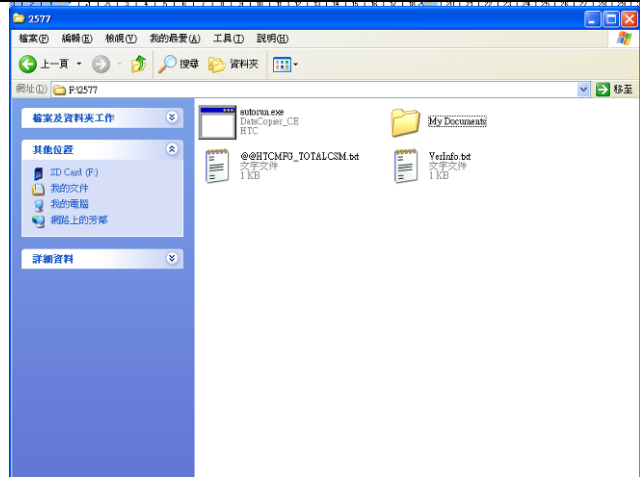 2577
檔案(F) 編輯(E) 檢視(V) 我的最愛(A) 工具(T) 說明(H)
上一頁 搜尋 資料夾
網址(D) F:\2577 移至
檔案及資料夾工作
其他位置
SD Card (F:)
我的文件
我的電腦
網路上的芳鄰
詳細資料
autorun.exe
DataCopier_CE
HTC
My Documents
@@HTCMFG_TOTALCSM.txt
文字文件
1 KB
VerInfo.txt
文字文件
1 KB